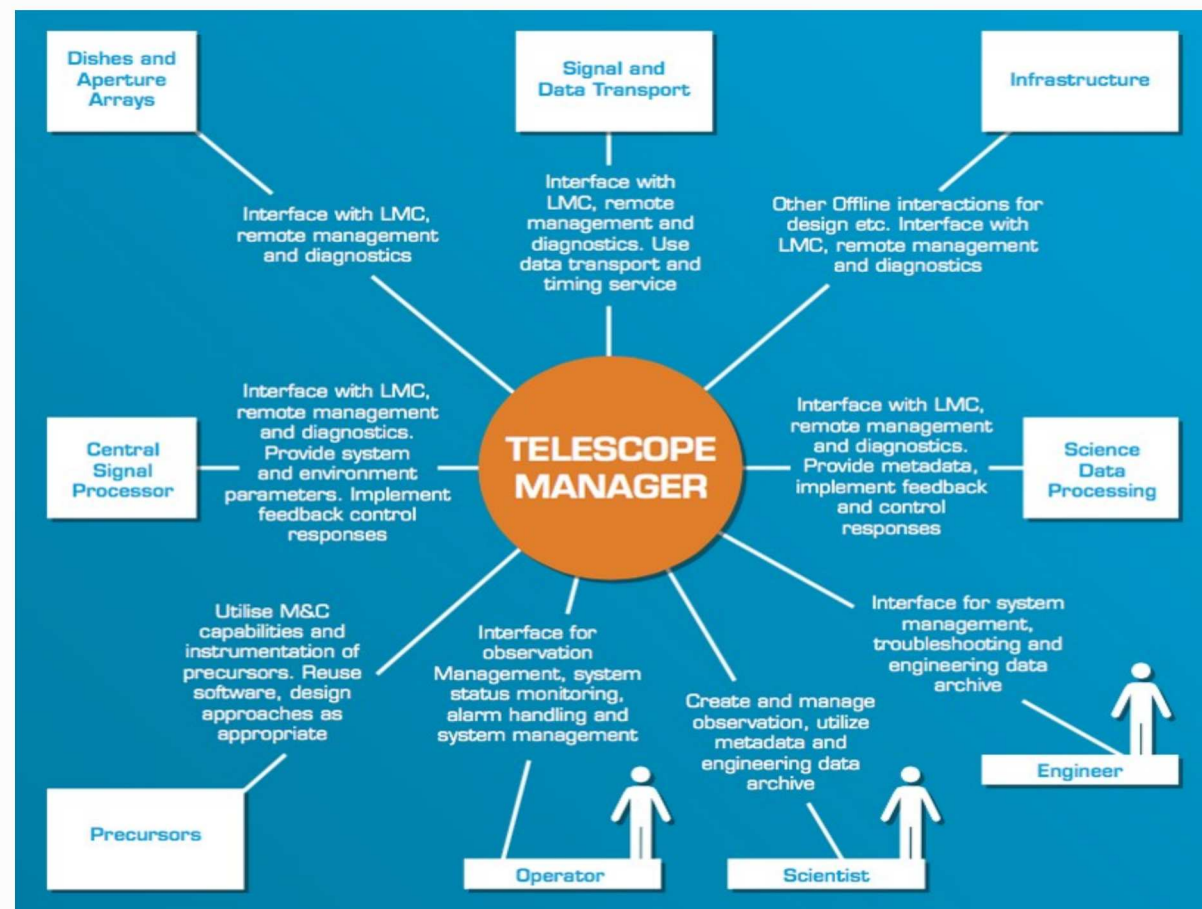 Dishes and
Aperture
Arrays
Signal and
Data Transport
Infrastructure
Interface with LMC,
remote management
and diagnostics
Interface with
LMC, remote
management and
diagnostics. Use
data transport and
timing service
Other Offline interactions for
design etc. Interface with
LMC, remote management
and diagnostics
Central
Signal
Processor
Interface with LMC,
remote management
and diagnostics.
Provide system
and environment
parameters. Implement
feedback control
responses
TELESCOPE
MANAGER
Interface with LMC,
remote management
and diagnostics.
Provide metadata,
implement feedback
and control
responses
Science
Data
Processing
Utilise M&C
capabilities and
instrumentation of
precursors. Reuse
software, design
approaches as
appropriate
Interface for
observation
Management, system
status monitoring,
alarm handling and
system management
Create and manage
observation, utilize
metadata and
engineering data
archive
Interface for system
management,
troubleshooting and
engineering data
archive
Precursors
Operator
Scientist
Engineer